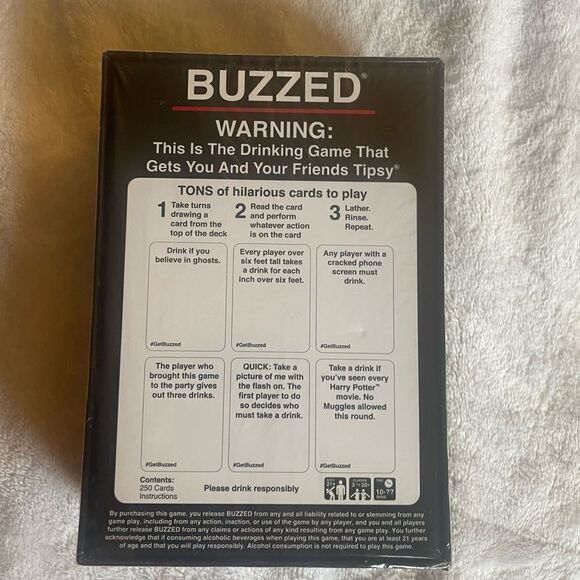 BUZZED®
WARNING:
This Is The Drinking Game That
Gets You And Your Friends Tipsy®
TONS of hilarious cards to play
1 Take turns
drawing a
card from the
top of the deck
2 Read the card
and perform
whatever action
is on the card
3 Lather.
Rinse.
Repeat.
Drink if you
believe in ghosts.
#GetBuzzed
Every player over
six feet tall takes
a drink for each
inch over six feet.
#GetBuzzed
Any player with a
cracked phone
screen must
drink.
#GetBuzzed
The player who
brought this game
to the party gives
out three drinks.
#GetBuzzed
QUICK: Take a
picture of me with
the flash on. The
first player to do
so decides who
must take a drink.
#GetBuzzed
Take a drink if
you've seen every
Harry Potter™
movie. No
Muggles allowed
this round.
#GetBuzzed
Contents:
250 Cards
Instructions
Please drink responsibly
AGES
21+
PLAYERS
3 TO 20+
TIME
10-??
MINS
By purchasing this game, you release BUZZED from any and all liability related to or stemming from any
game play, including from any action, inaction, or use of the game by any player, and you and all players
further release BUZZED from any claims or actions of any kind resulting from any game play. You further
acknowledge that if consuming alcoholic beverages when playing this game, that you are at least 21 years
of age and that you will play responsibly. Alcohol consumption is not required to play this game.